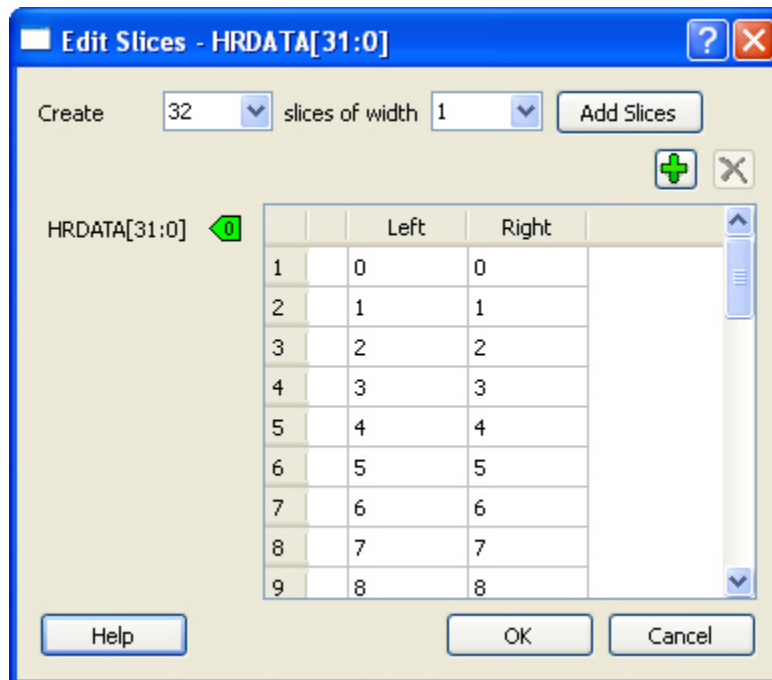 Edit Slices - HRDATA[31:0]
?
Create 32 slices of width 1 Add Slices
HRDATA[31:0] 0
Left Right
1 0 0
2 1 1
3 2 2
4 3 3
5 4 4
6 5 5
7 6 6
8 7 7
9 8 8
Help OK Cancel